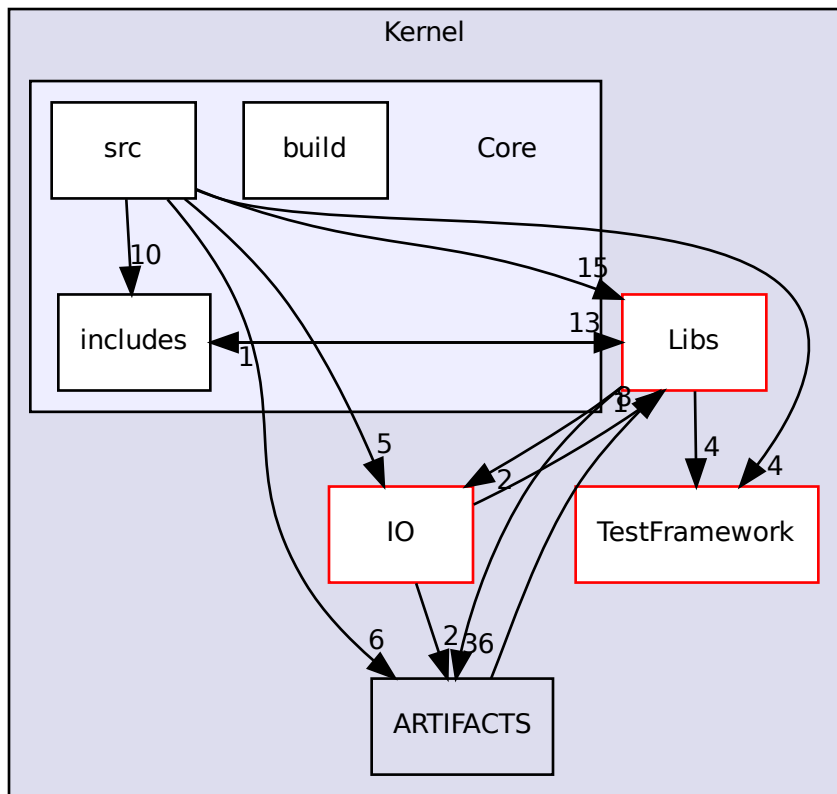 Kernel
src
build
Core
10
15
includes
1
13
Libs
8
1
5
2
4
4
IO
TestFramework
6
2
36
ARTIFACTS